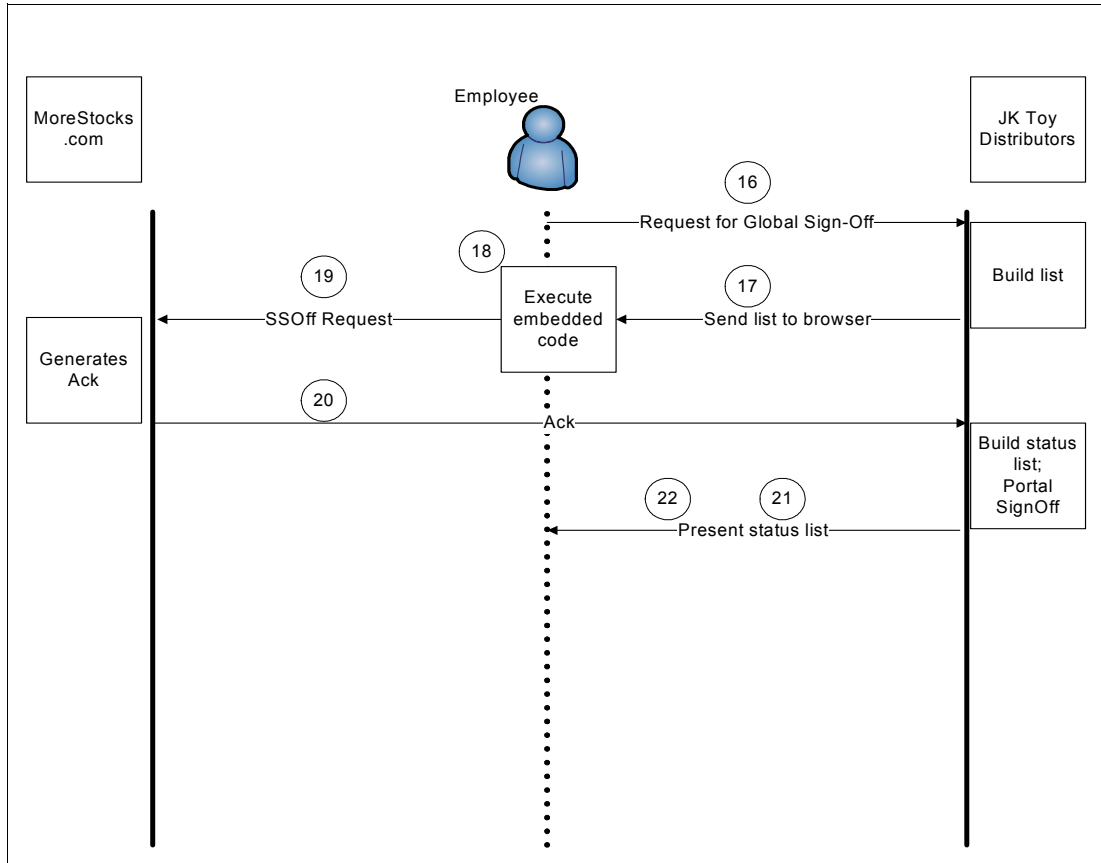 MoreStocks
.com
Employee
JK Toy
Distributors
16
Request for Global Sign-Off
Build list
18
19
17
Execute
embedded
code
SSOff Request
Send list to browser
Generates
Ack
20
Ack
Build status
list;
Portal
SignOff
22
21
Present status list